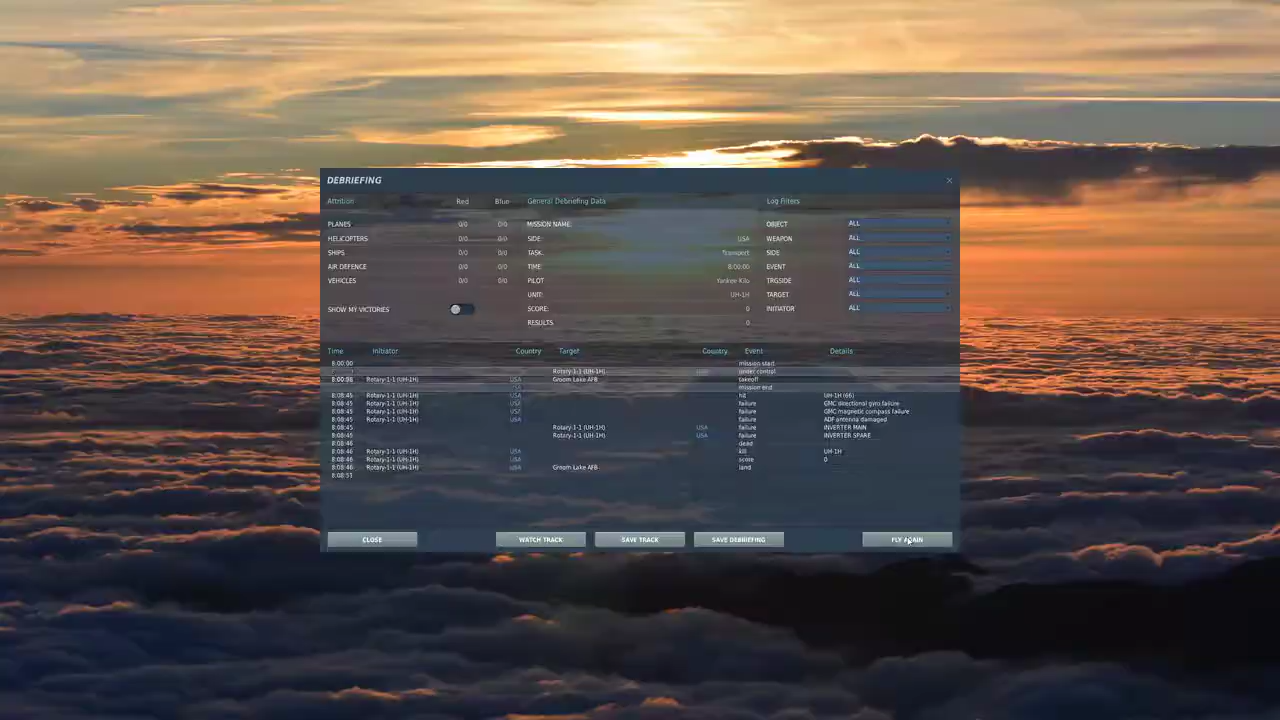 DEBRIEFING
Attrition Red Blue General Debriefing Data Log Filters
PLANES 0/0 0/0 MISSION NAME: OBJECT ALL
HELICOPTERS 0/0 0/0 SIDE: USA WEAPON ALL
SHIPS 0/0 0/0 TASK: Transport SIDE ALL
AIR DEFENCE 0/0 0/0 TIME: 8:00:00 EVENT ALL
VEHICLES 0/0 0/0 PILOT Yankee Kilo TRGSIDE ALL
UNIT: UH-1H TARGET ALL
SHOW MY VICTORIES SCORE: 0 INITIATOR ALL
RESULTS 0
Time Initiator Country Target Country Event Details
8:00:00 mission start
Rotary-1-1 (UH-1H) under control
Rotary-1-1 (UH-1H) USA Groom Lake AFB takeoff
USA mission end
8:08:45 Rotary-1-1 (UH-1H) USA hit UH-1H (66)
8:08:45 Rotary-1-1 (UH-1H) USA failure GMC directional gyro failure
8:08:45 Rotary-1-1 (UH-1H) USA failure GMC magnetic compass failure
8:08:45 Rotary-1-1 (UH-1H) USA failure ADF antenna damaged
8:08:45 Rotary-1-1 (UH-1H) USA failure INVERTER MAIN
8:08:45 Rotary-1-1 (UH-1H) USA failure INVERTER SPARE
8:08:46 dead
8:08:46 Rotary-1-1 (UH-1H) USA kill UH-1H
8:08:46 Rotary-1-1 (UH-1H) USA score 0
8:08:46 Rotary-1-1 (UH-1H) USA Groom Lake AFB land
8:08:51
CLOSE WATCH TRACK SAVE TRACK SAVE DEBRIEFING FLY AGAIN